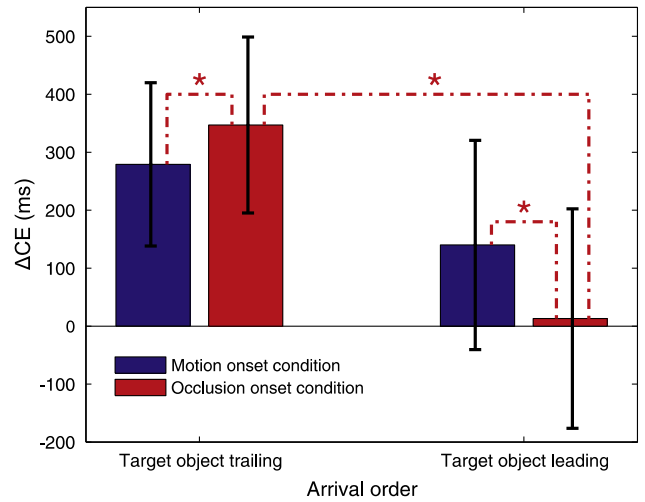 500
400
300
200
100
0
-100
-200
ΔCE (ms)
*
*
*
Motion onset condition
Occlusion onset condition
Target object trailing
Target object leading
Arrival order